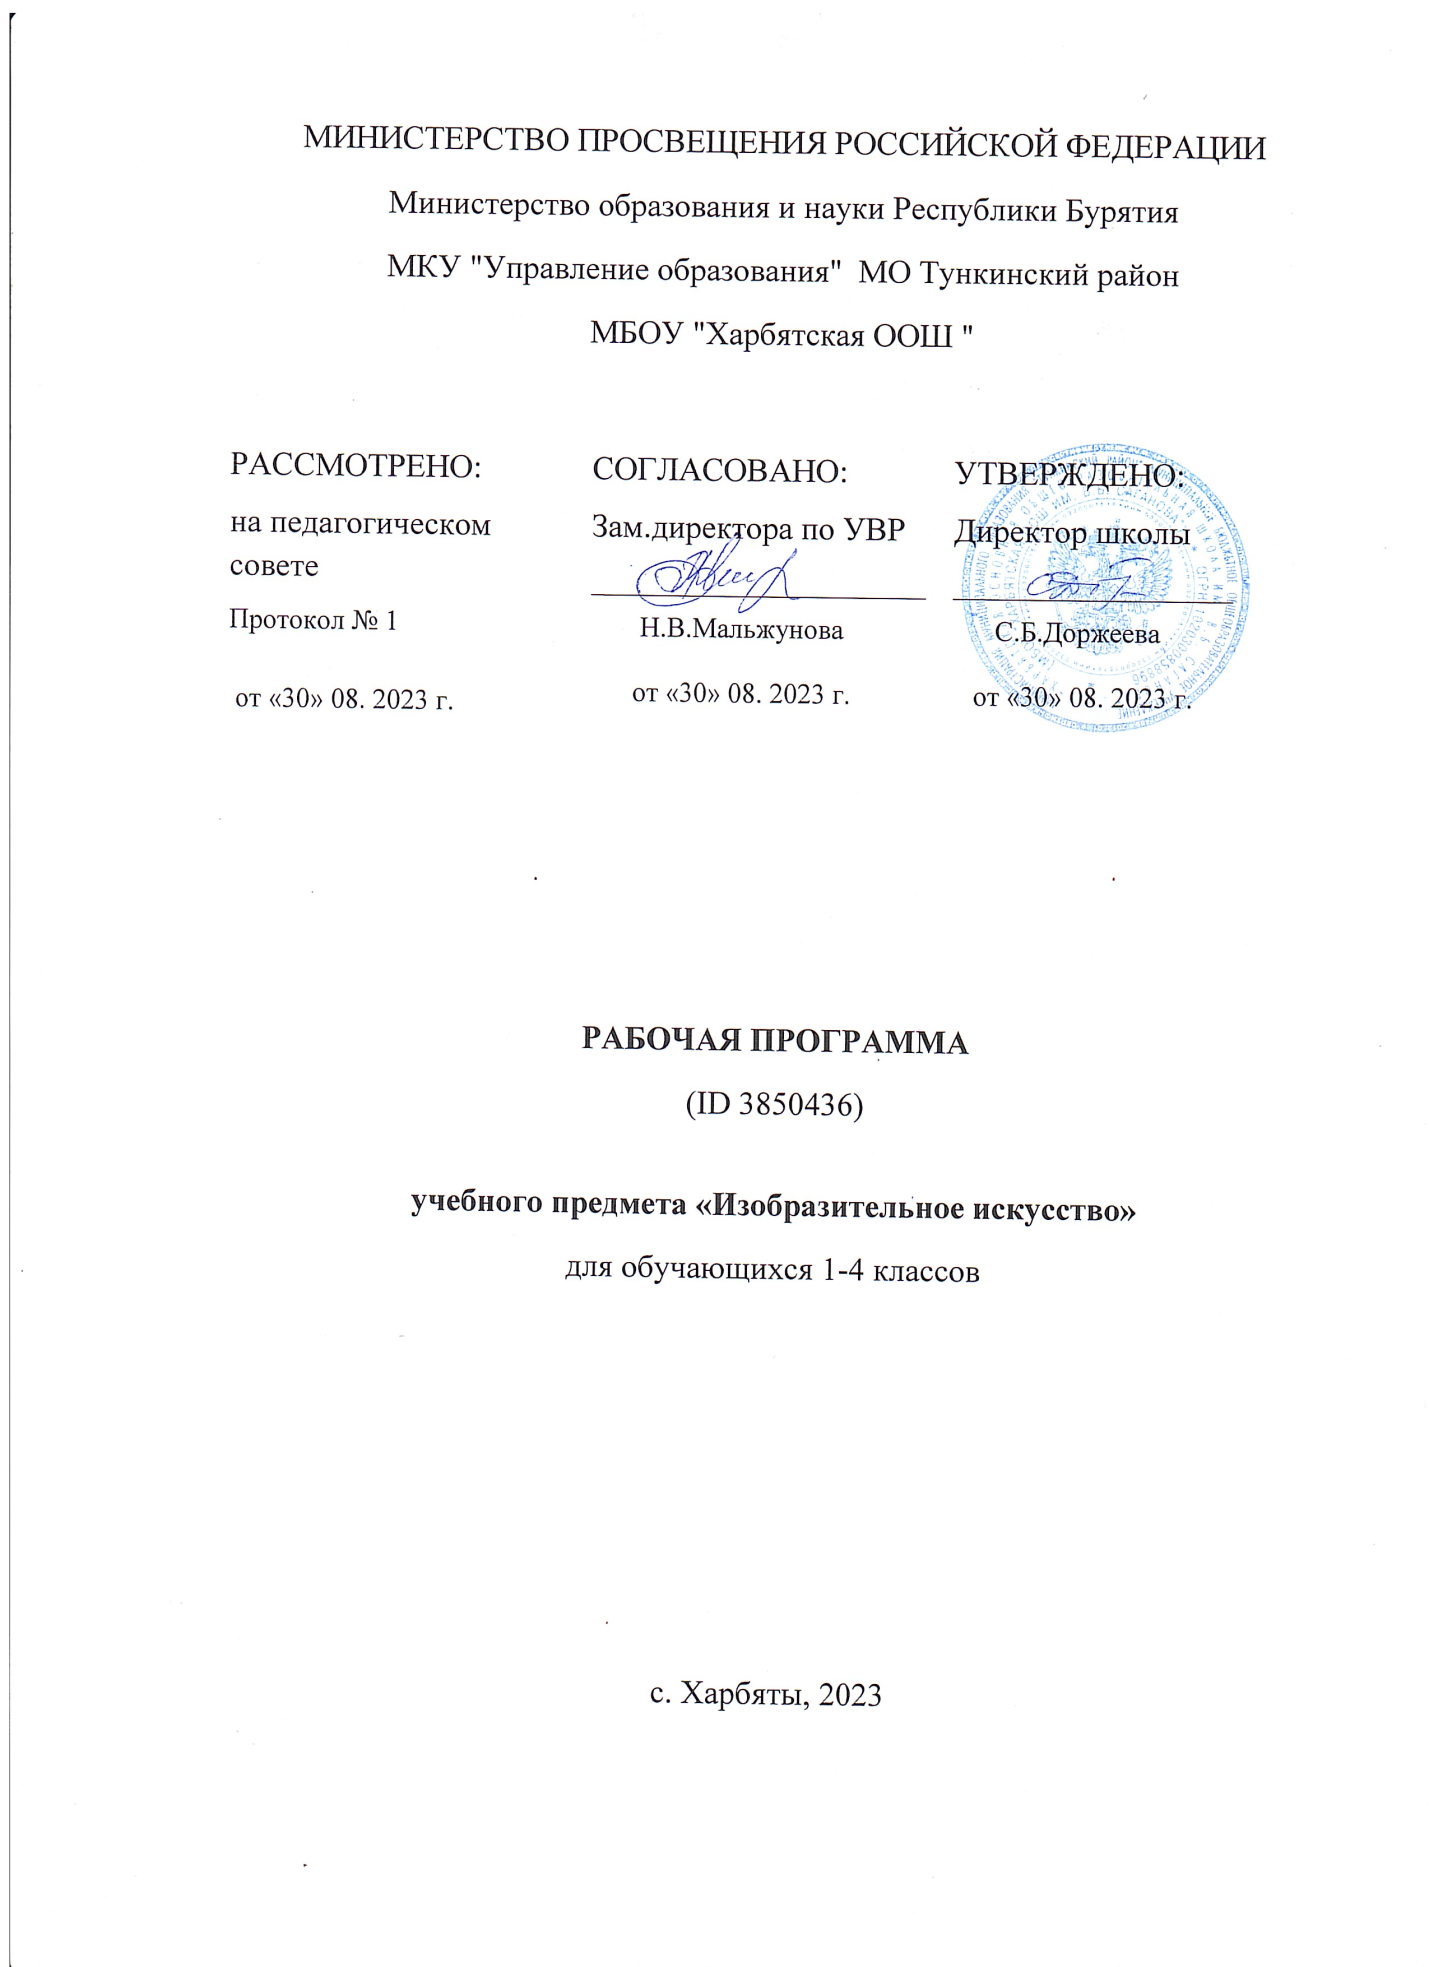 МИНИСТЕРСТВО ПРОСВЕЩЕНИЯ РОССИЙСКОЙ ФЕДЕРАЦИИ
Министерство образования и науки Республики Бурятия
МКУ "Управление образования"  МО Тункинский район
МБОУ "Харбятская ООШ "
РАССМОТРЕНО:
на педагогическом
совете
Протокол № 1
от «30» 08. 2023 г.
СОГЛАСОВАНО:
Зам.директора по УВР
Н.В.Мальжунова
от «30» 08. 2023 г.
УТВЕРЖДЕНО:
Директор школы
С.Б.Доржеева
от «30» 08. 2023 г.
РАБОЧАЯ ПРОГРАММА
(ID 3850436)
учебного предмета «Изобразительное искусство»
для обучающихся 1-4 классов
с. Харбяты, 2023